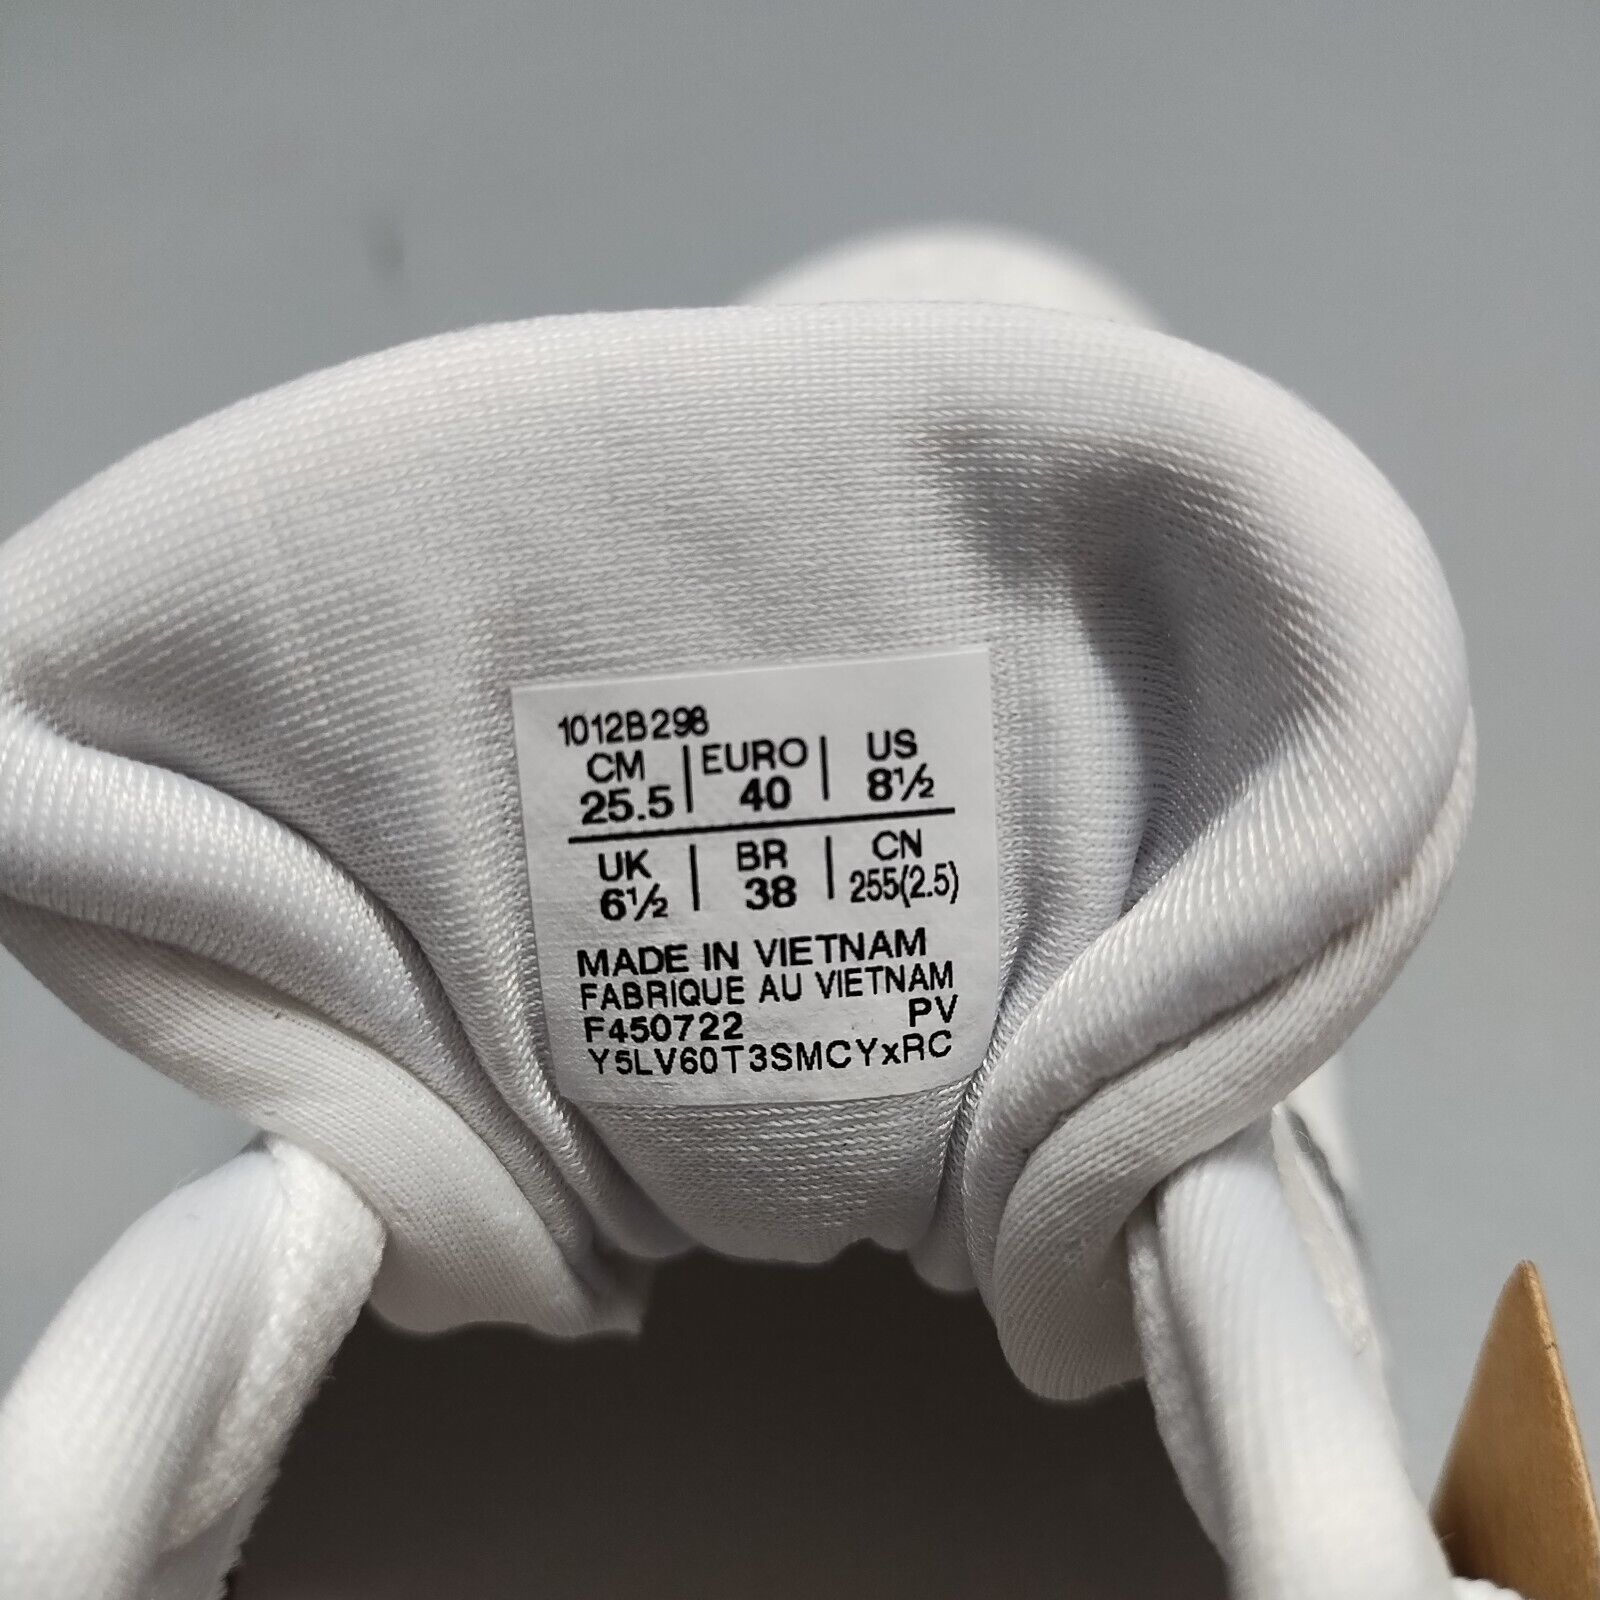 1012B298
CM | EURO | US
25.5 | 40 | 8½
UK | BR | CN
6½ | 38 | 255(2.5)
MADE IN VIETNAM
FABRIQUE AU VIETNAM
F450722 PV
Y5LV60T3SMCYxRC